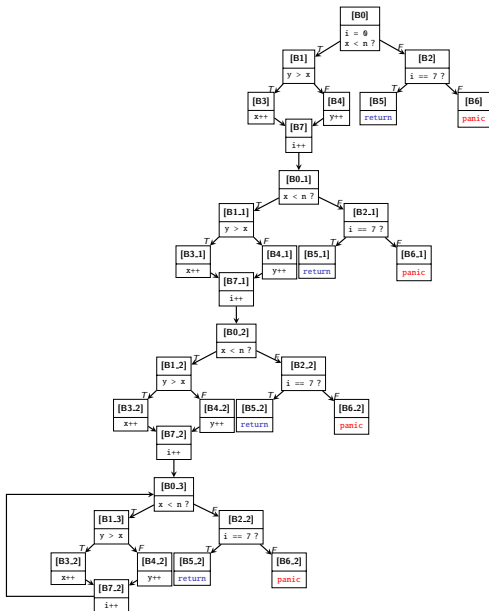 [B0]
i = 0
x < n ?
T
F
[B1]
y > x
[B2]
i == 7 ?
T
F
T
F
[B3]
x++
[B4]
y++
[B5]
return
[B6]
panic
[B7]
i++
[B0_1]
x < n ?
T
F
[B1_1]
y > x
[B2_1]
i == 7 ?
T
F
T
F
[B3_1]
x++
[B4_1]
y++
[B5_1]
return
[B6_1]
panic
[B7_1]
i++
[B0_2]
x < n ?
T
F
[B1_2]
y > x
[B2_2]
i == 7 ?
T
F
T
F
[B3_2]
x++
[B4_2]
y++
[B5_2]
return
[B6_2]
panic
[B7_2]
i++
[B0_3]
x < n ?
T
F
[B1_3]
y > x
[B2_2]
i == 7 ?
T
F
T
F
[B3_2]
x++
[B4_2]
y++
[B5_2]
return
[B6_2]
panic
[B7_2]
i++